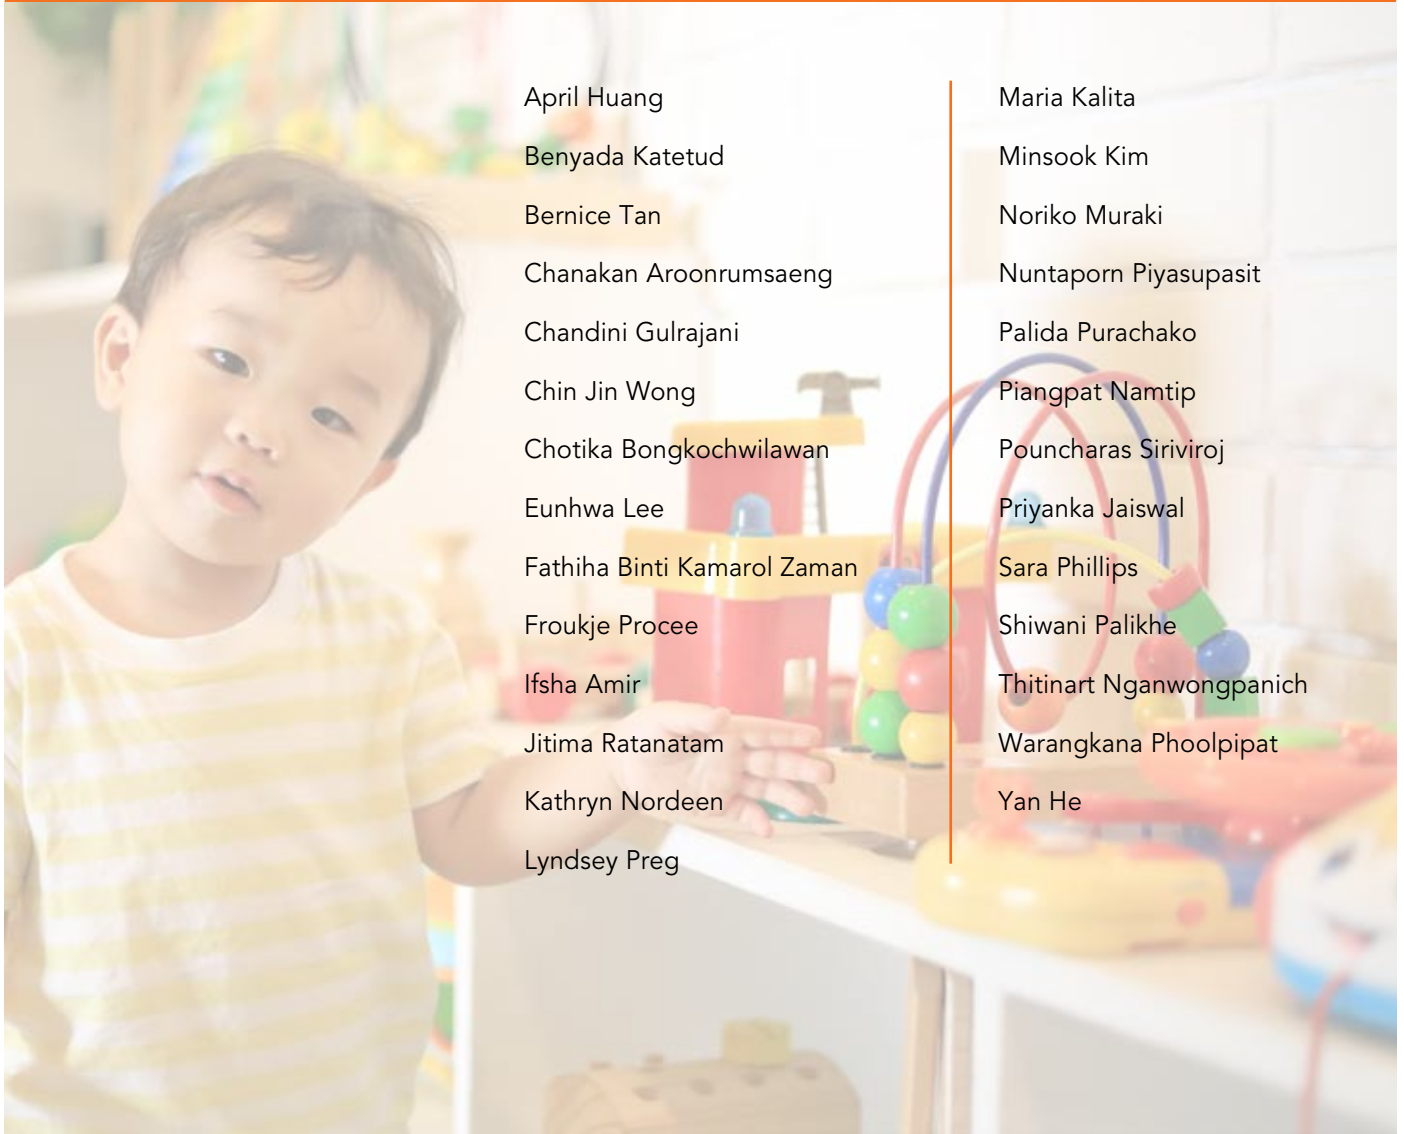 April Huang
Benyada Katetud
Bernice Tan
Chanakan Aroonrumsaeng
Chandini Gulrajani
Chin Jin Wong
Chotika Bongkochwilawan
Eunhwa Lee
Fathiha Binti Kamarol Zaman
Froukje Procee
Ifsha Amir
Jitima Ratanatam
Kathryn Nordeen
Lyndsey Preg
Maria Kalita
Minsook Kim
Noriko Muraki
Nuntaporn Piyasupasit
Palida Purachako
Piangpat Namtip
Pouncharas Siriviroj
Priyanka Jaiswal
Sara Phillips
Shiwani Palikhe
Thitinart Nganwongpanich
Warangkana Phoolpipat
Yan He